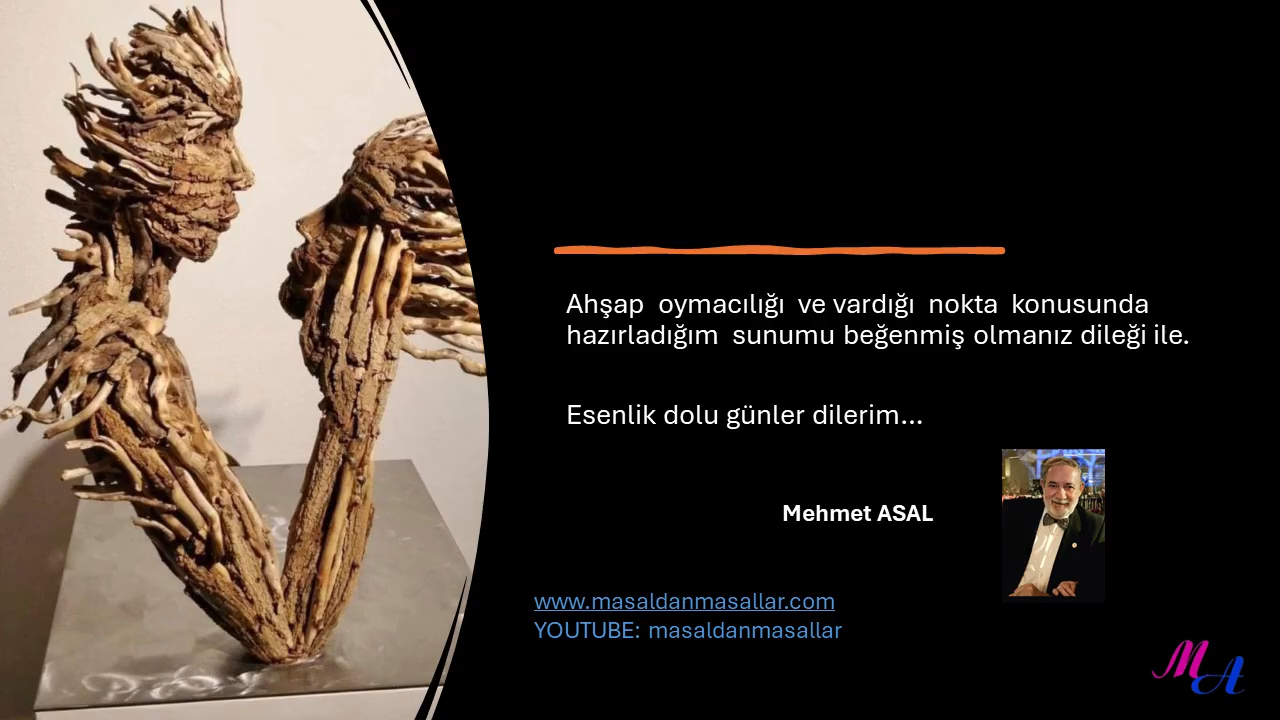 Ahşap oymacılığı ve vardığı nokta konusunda
hazırladığım sunumu beğenmiş olmanız dileği ile.
Esenlik dolu günler dilerim...
Mehmet ASAL
www.masaldanmasallar.com
YOUTUBE: masaldanmasallar
MA